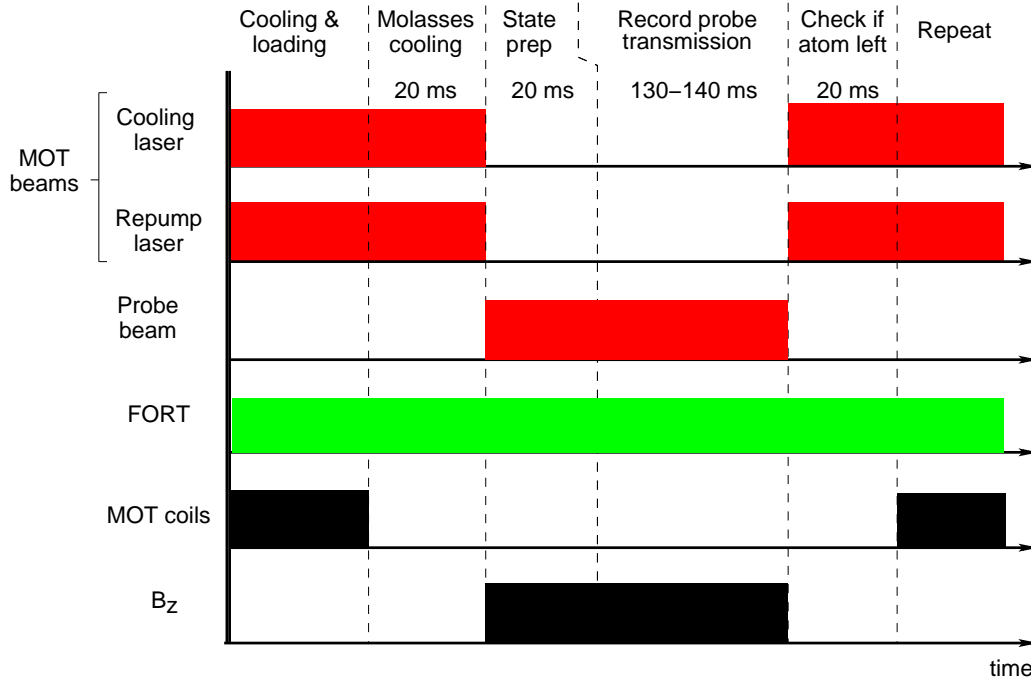 Cooling &
loading
Molasses
cooling
State
prep
Record probe
transmission
Check if
atom left
Repeat
20 ms
20 ms
130–140 ms
20 ms
MOT
beams
Cooling
laser
Repump
laser
Probe
beam
FORT
MOT coils
Bz
time